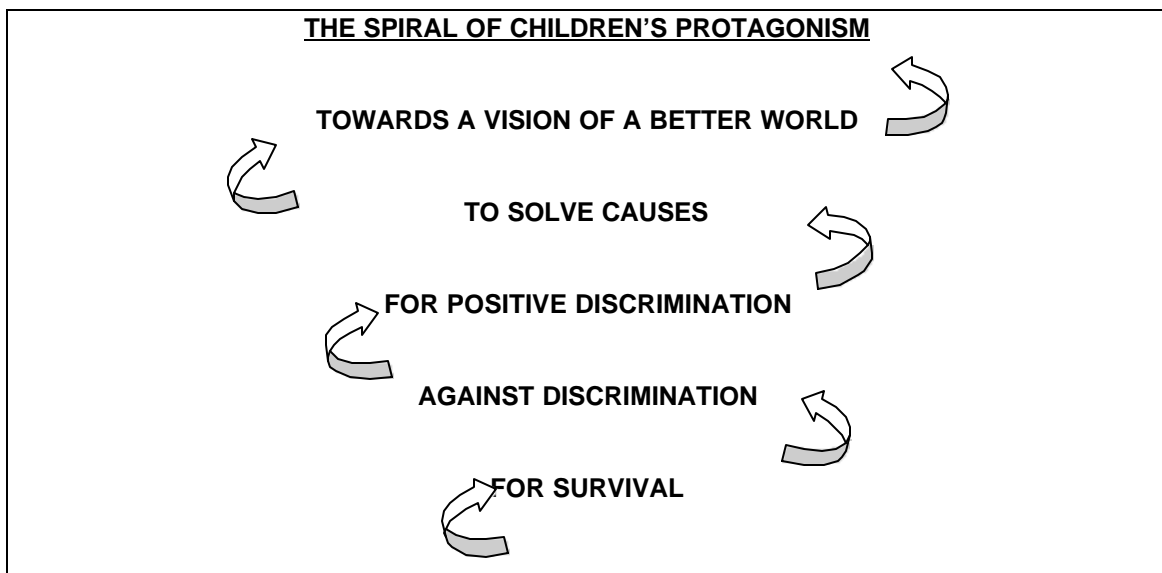 THE SPIRAL OF CHILDREN’S PROTAGONISM
TOWARDS A VISION OF A BETTER WORLD
TO SOLVE CAUSES
FOR POSITIVE DISCRIMINATION
AGAINST DISCRIMINATION
FOR SURVIVAL